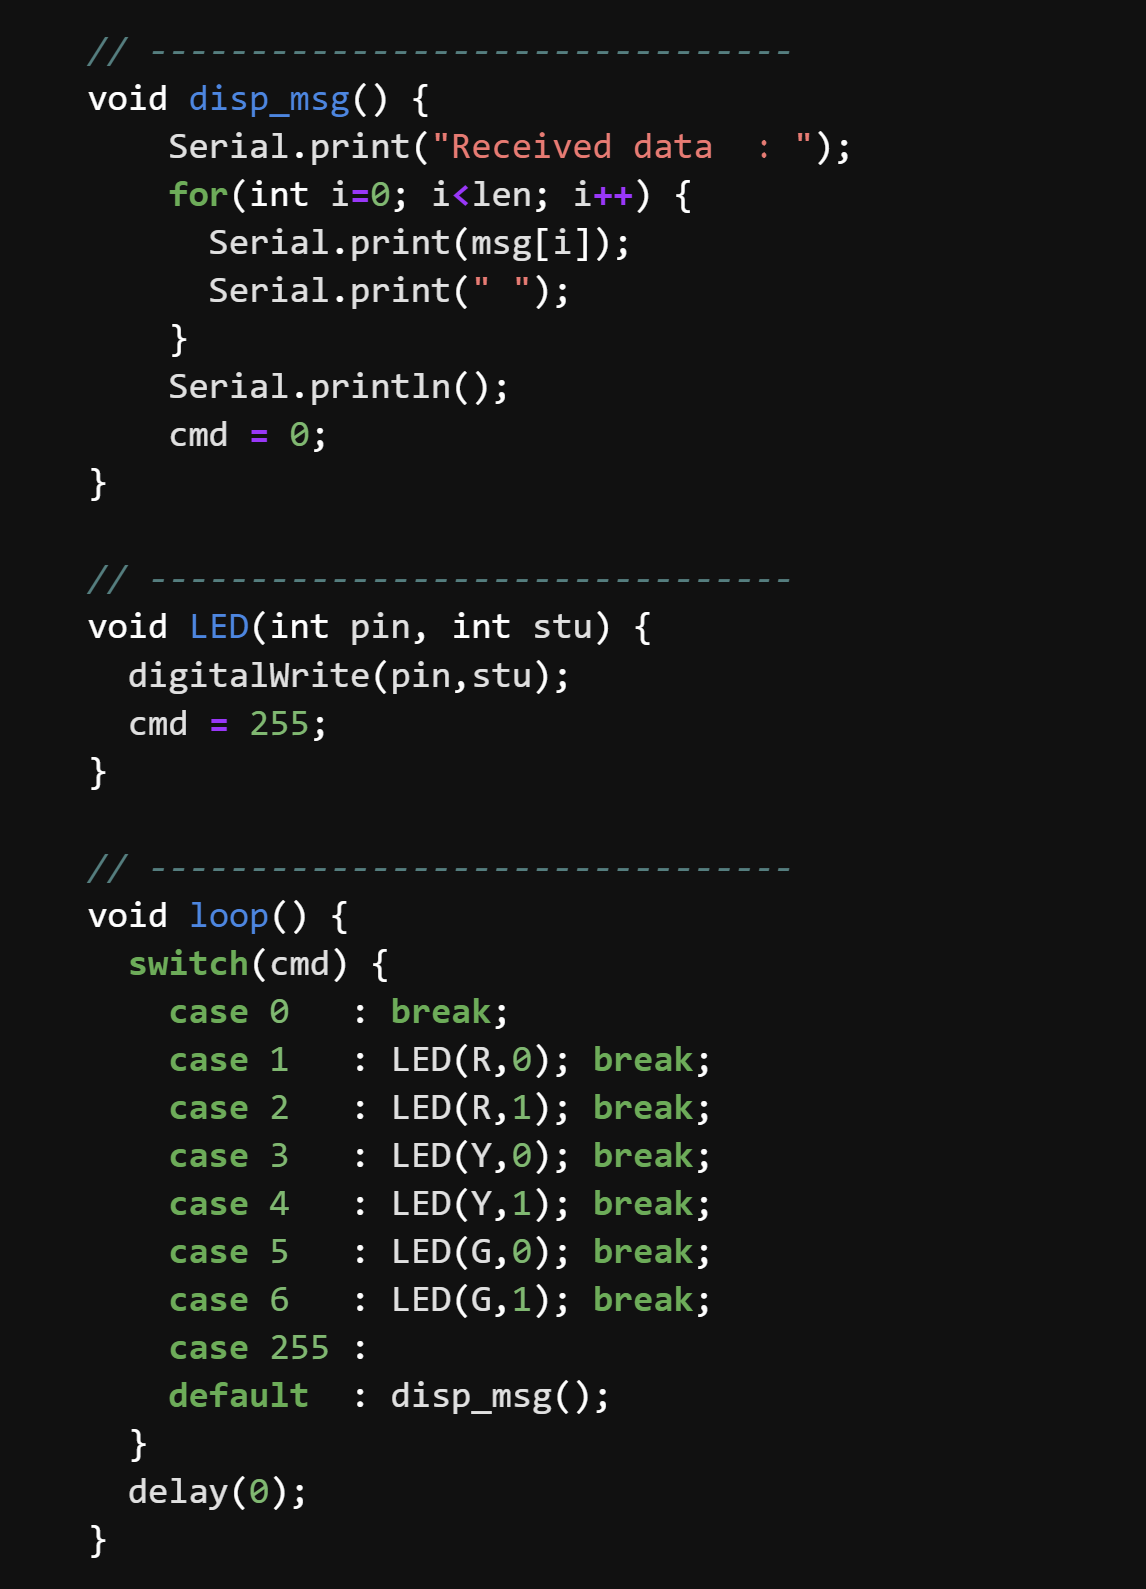 // --------------------------------
void disp_msg() {
    Serial.print("Received data  : ");
    for(int i=0; i<len; i++) {
      Serial.print(msg[i]);
      Serial.print(" ");
    }
    Serial.println();
    cmd = 0;
}
// --------------------------------
void LED(int pin, int stu) {
  digitalWrite(pin,stu);
  cmd = 255;
}
// --------------------------------
void loop() {
  switch(cmd) {
    case 0   : break;
    case 1   : LED(R,0); break;
    case 2   : LED(R,1); break;
    case 3   : LED(Y,0); break;
    case 4   : LED(Y,1); break;
    case 5   : LED(G,0); break;
    case 6   : LED(G,1); break;
    case 255 :
    default  : disp_msg();
  }
  delay(0);
}